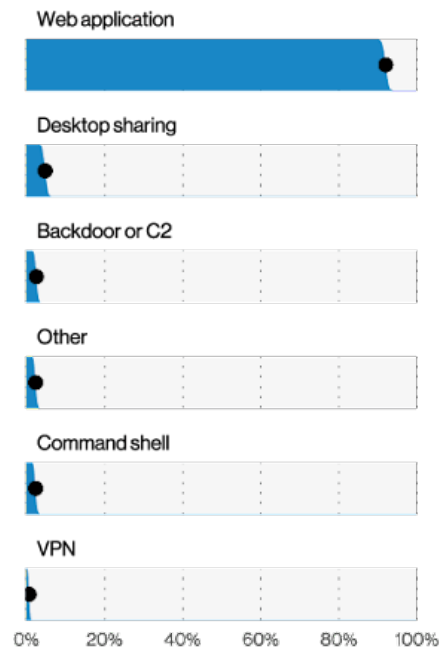 Web application
Desktop sharing
Backdoor or C2
Other
Command shell
VPN
0% 20% 40% 60% 80% 100%